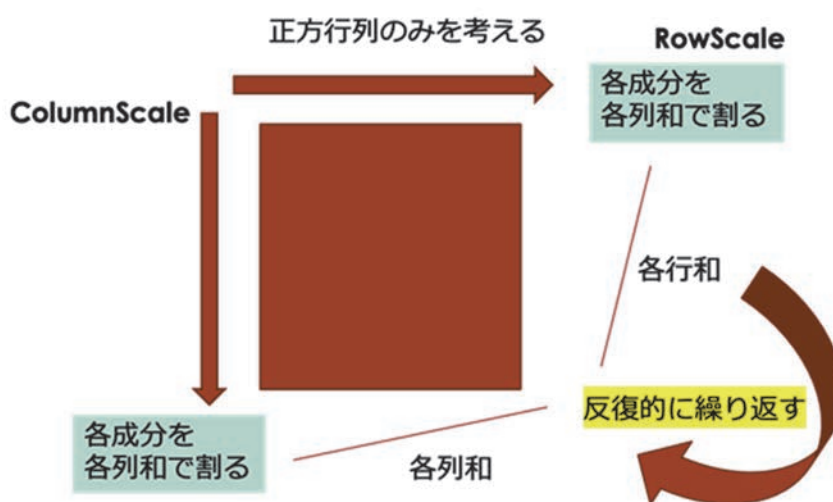 正方行列のみを考える
RowScale
各成分を
各列和で割る
ColumnScale
各行和
反復的に繰り返す
各成分を
各列和で割る
各列和